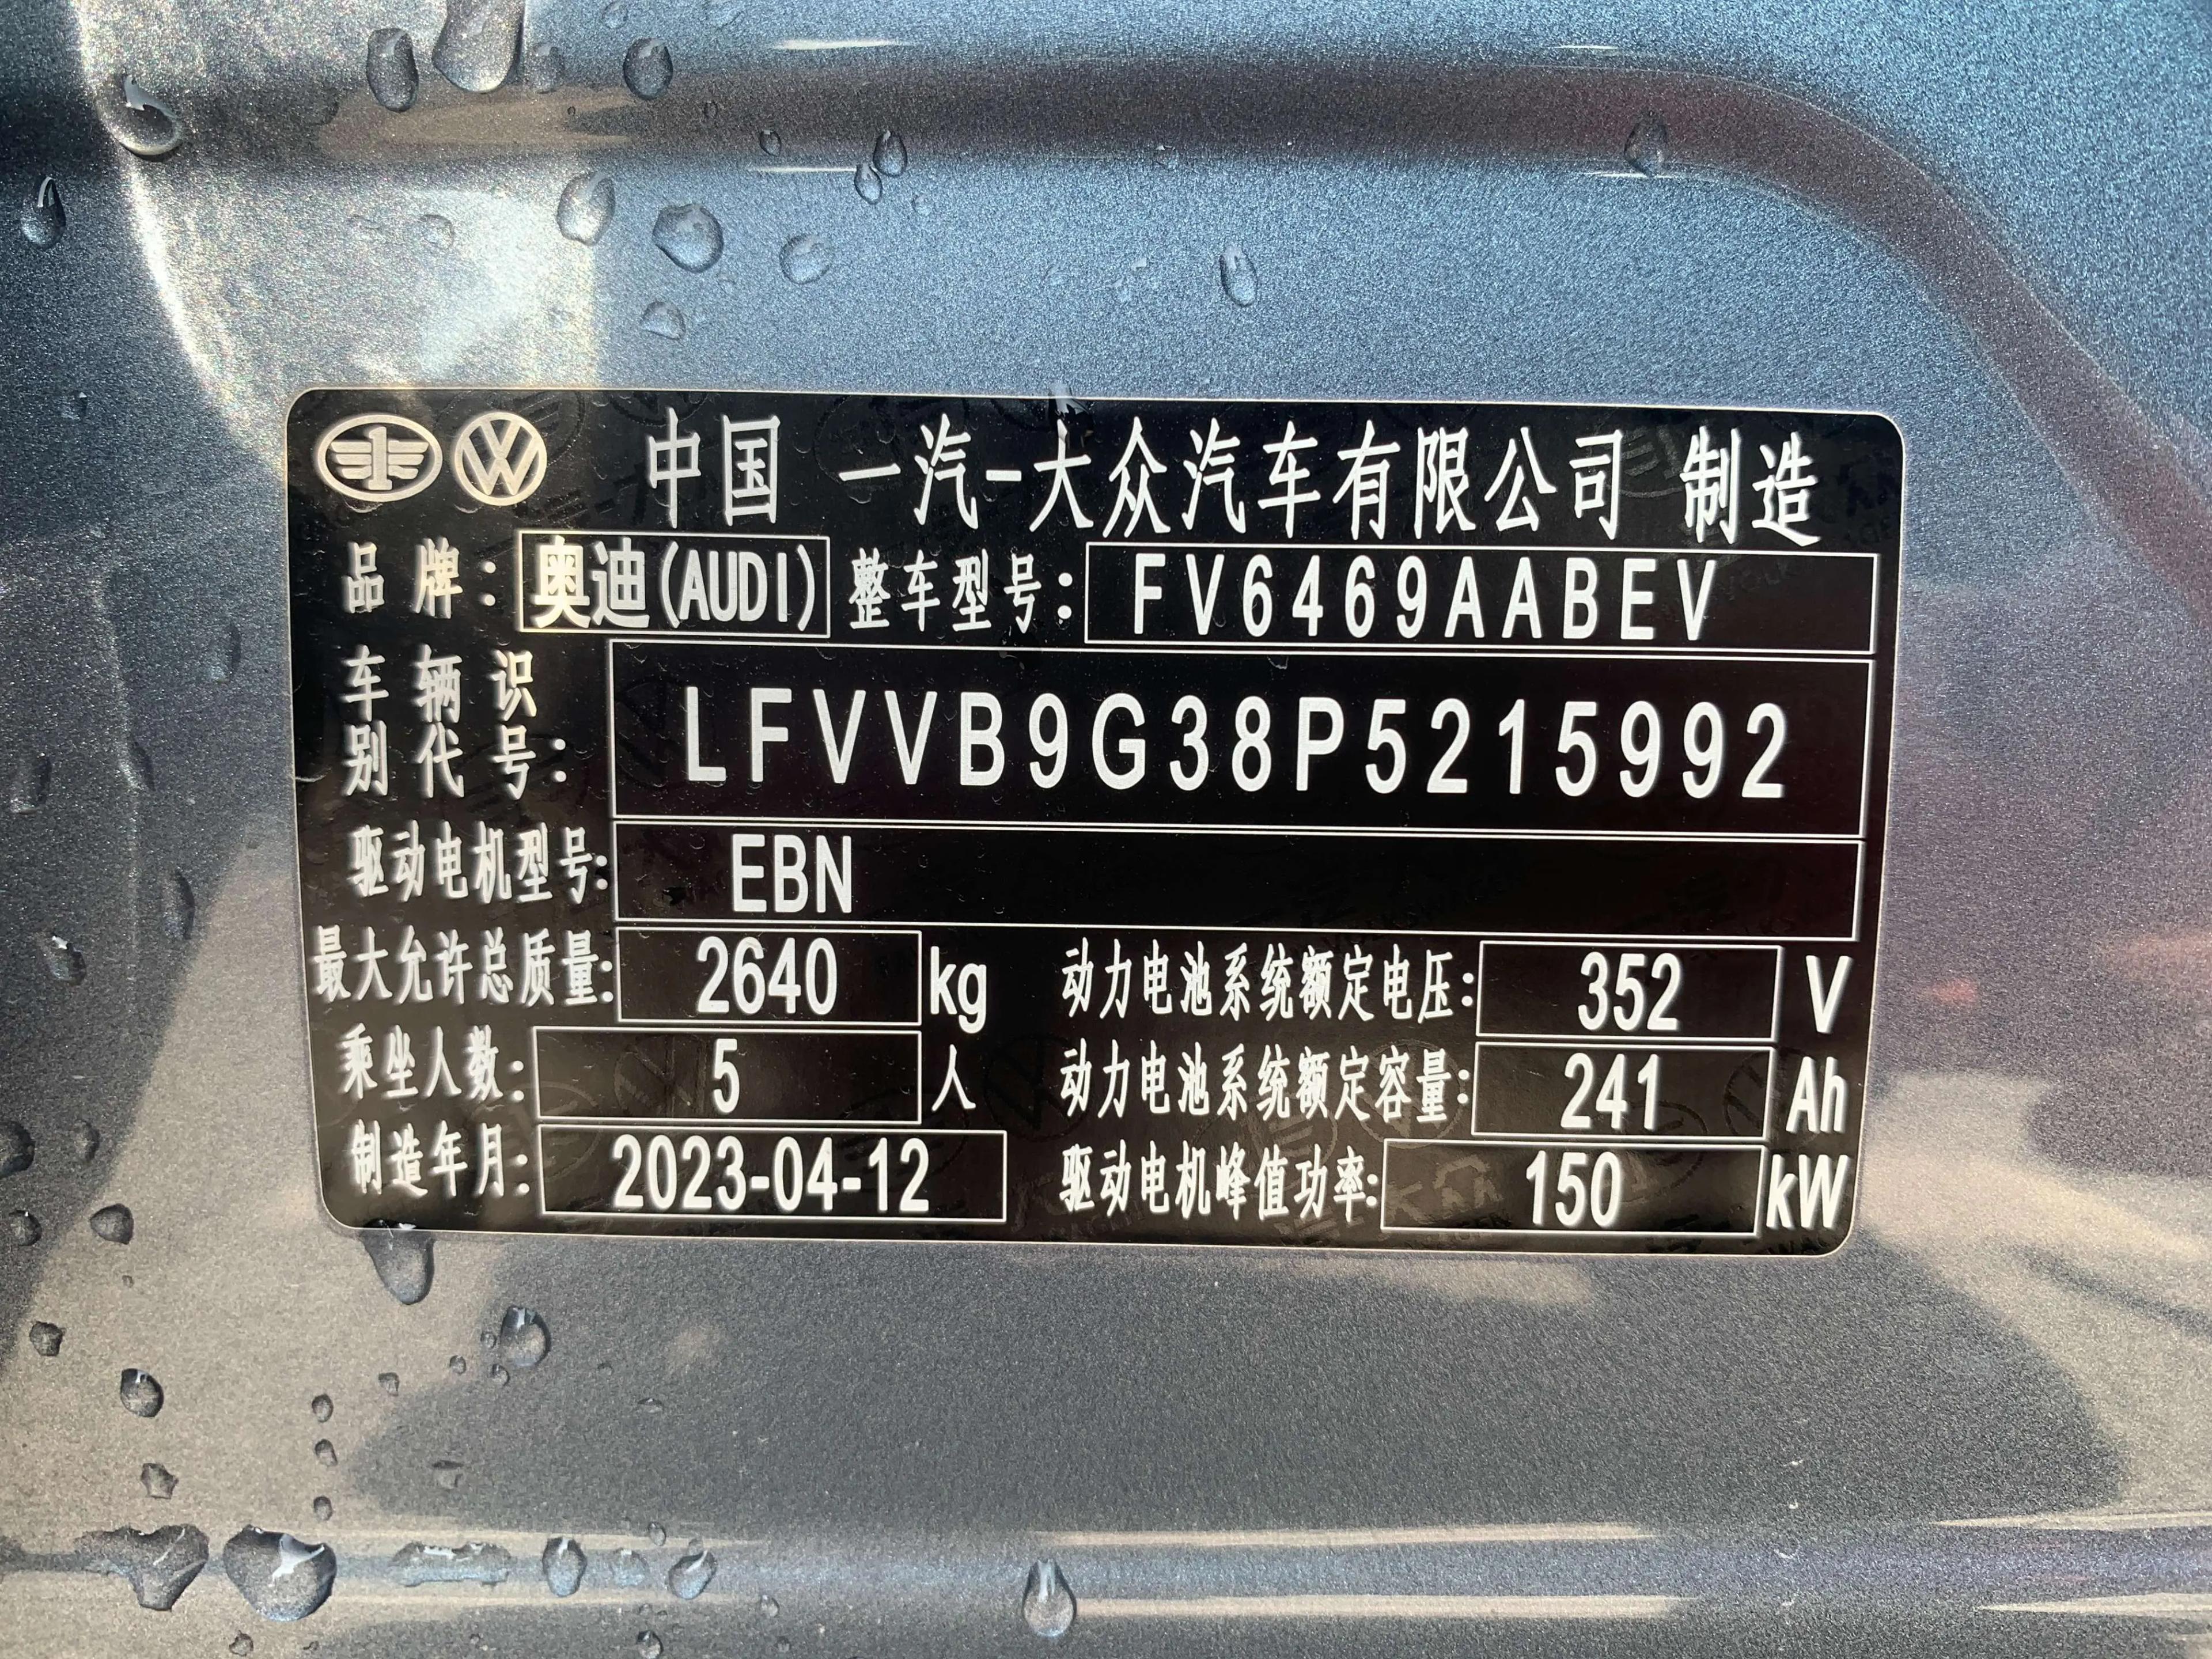 中国 一汽-大众汽车有限公司 制造
品牌: 奥迪(AUDI) 整车型号: FV6469AABEV
车辆识
别代号: LFVVB9G38P5215992
驱动电机型号: EBN
最大允许总质量: 2640 kg 动力电池系统额定电压: 352 V
乘坐人数: 5 人 动力电池系统额定容量: 241 Ah
制造年月: 2023-04-12 驱动电机峰值功率: 150 kW